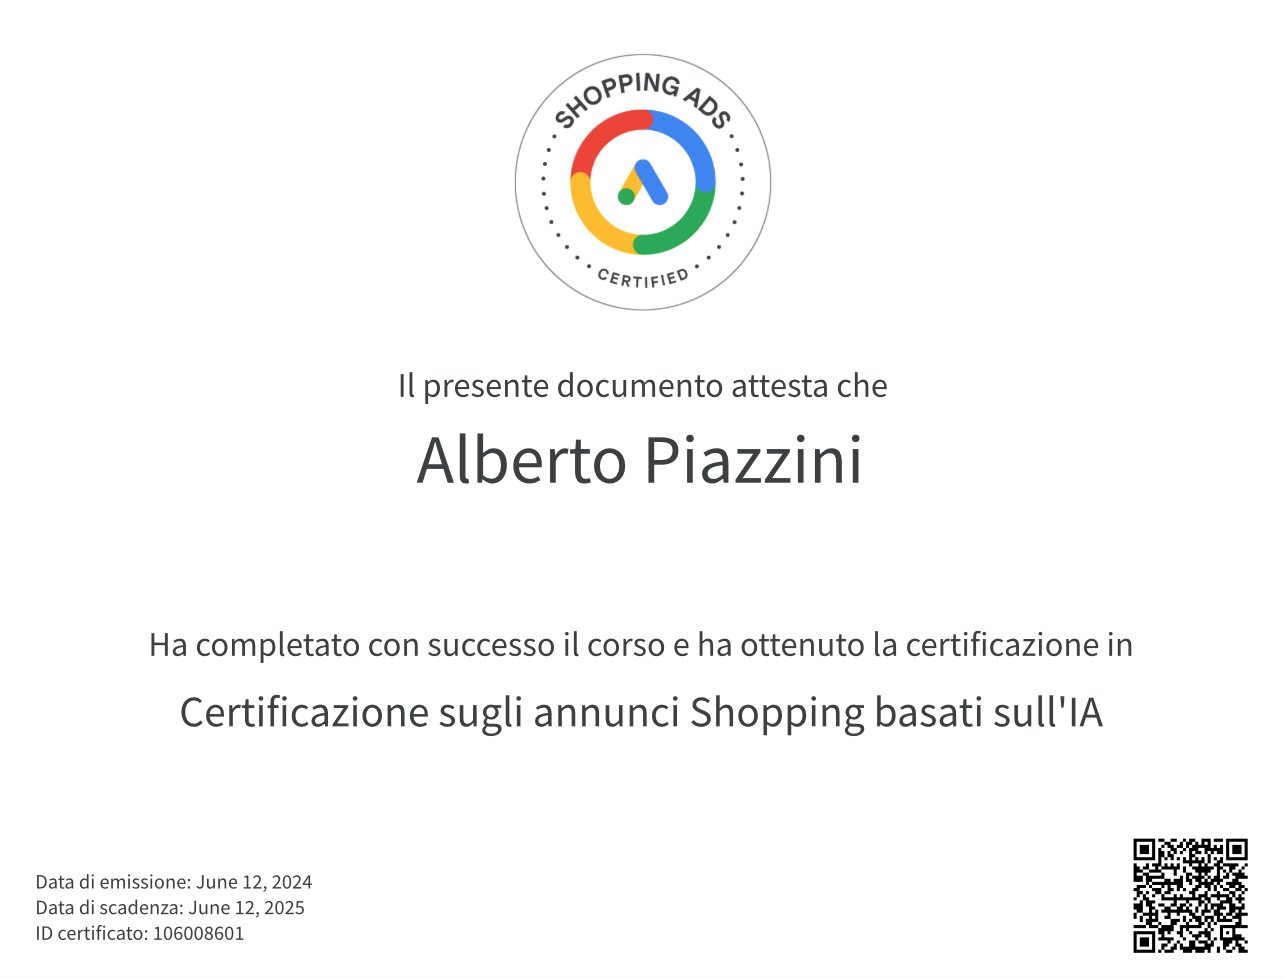 SHOPPING ADS
CERTIFIED
Il presente documento attesta che
Alberto Piazzini
Ha completato con successo il corso e ha ottenuto la certificazione in
Certificazione sugli annunci Shopping basati sull'IA
Data di emissione: June 12, 2024
Data di scadenza: June 12, 2025
ID certificato: 106008601